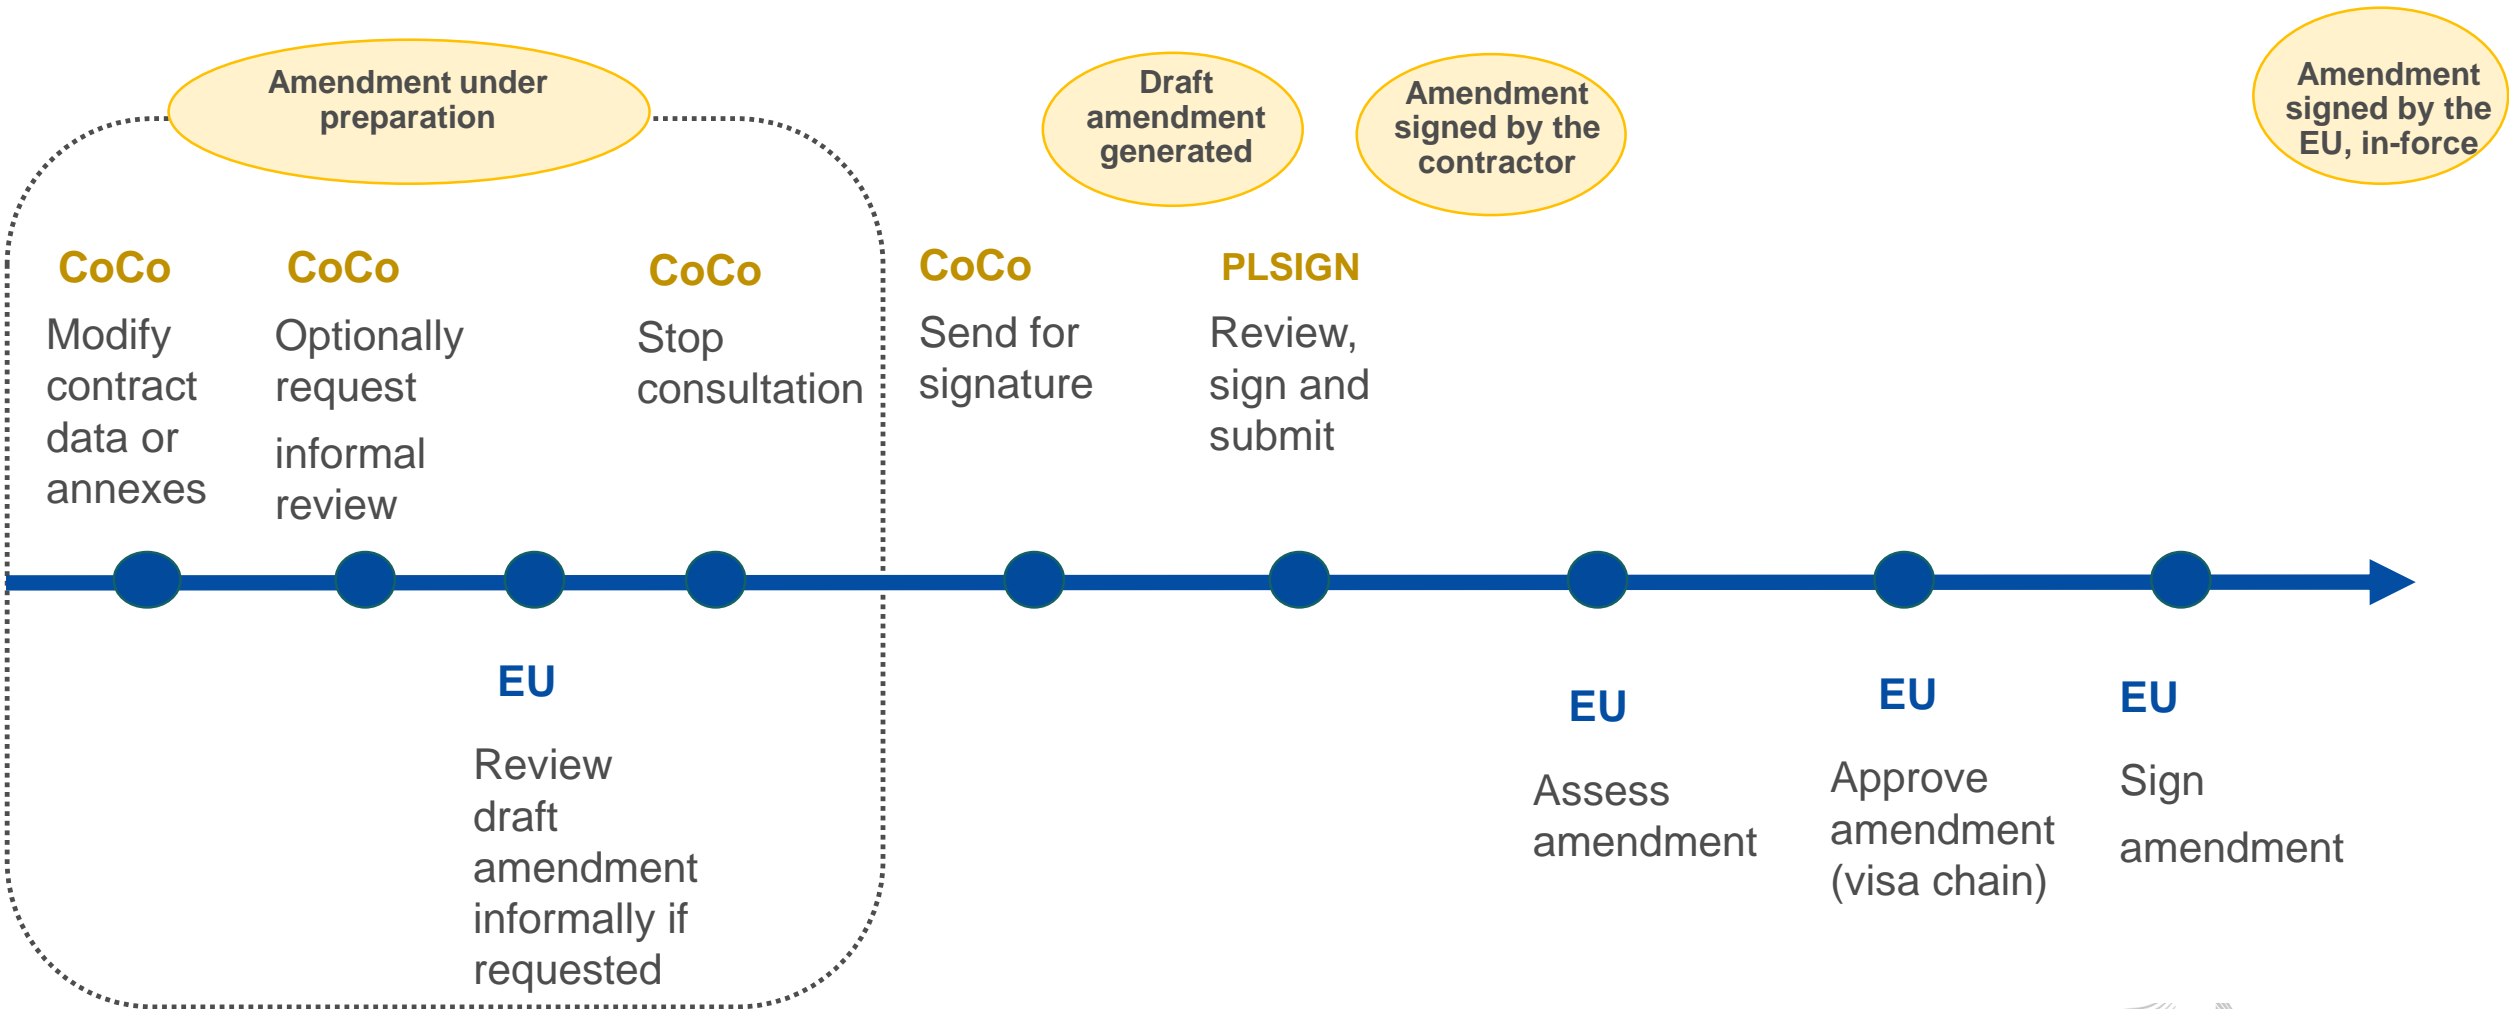 Amendment under
preparation
Draft
amendment
generated
Amendment
signed by the
contractor
Amendment
signed by the
EU, in-force
CoCo
Modify
contract
data or
annexes
CoCo
Optionally
request
informal
review
CoCo
Stop
consultation
CoCo
Send for
signature
PLSIGN
Review,
sign and
submit
EU
Review
draft
amendment
informally if
requested
EU
Assess
amendment
EU
Approve
amendment
(visa chain)
EU
Sign
amendment